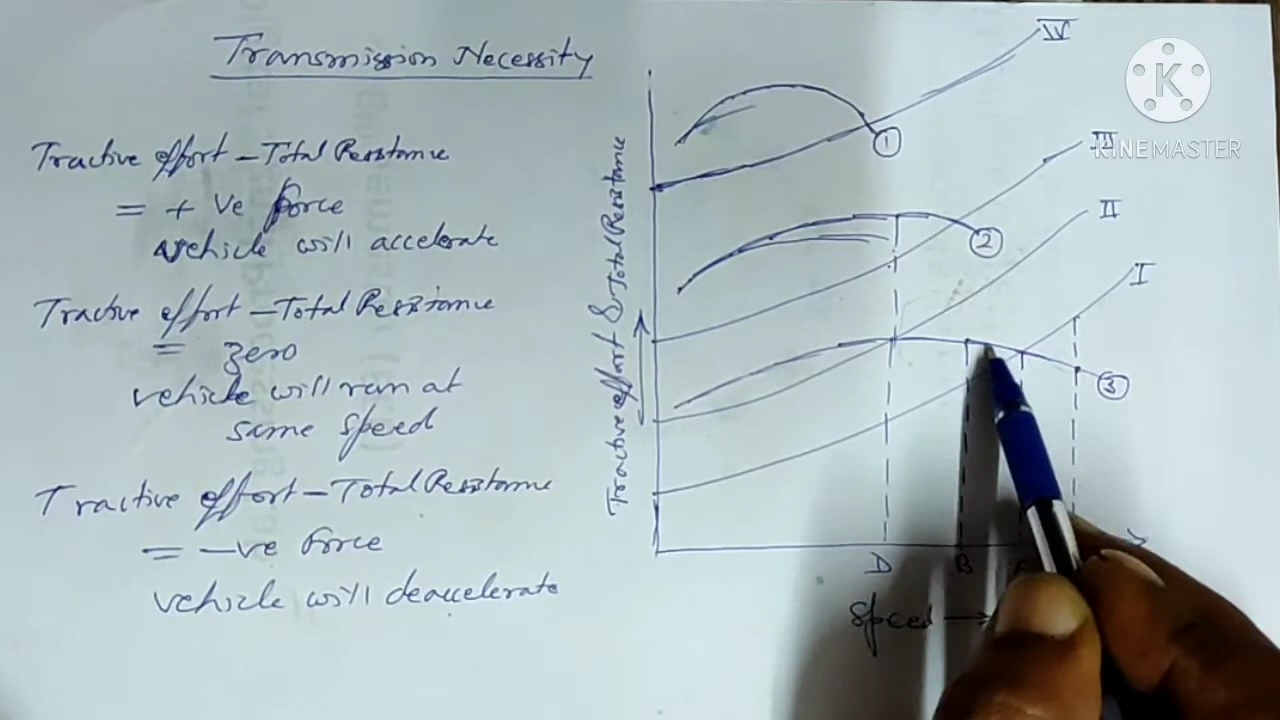 Transmission Necessity
Tractive effort - Total Resistance
= + ve force
vehicle will accelerate
Tractive effort - Total Resistance
= zero
vehicle will run at
same speed
Tractive effort - Total Resistance
= -ve force
vehicle will deaccelerate
Tractive effort & Total Resistance
IV
III
II
I
1
2
3
D B
Speed
K
KINEMASTER